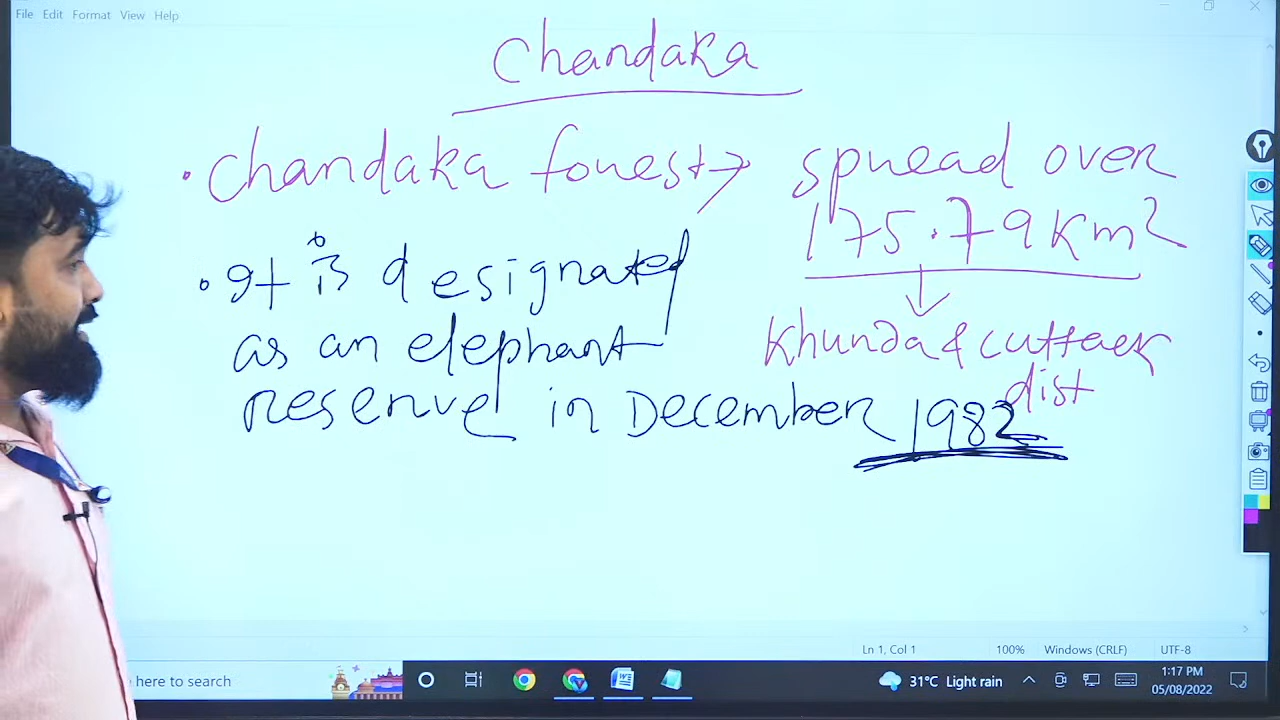 File Edit Format View Help
Chandaka
• Chandaka forest → spread over
175.79 Km²
• It is designated
as an elephant
Khurda & cuttack
dist
reserve in December 1982
Ln 1, Col 1 100% Windows (CRLF) UTF-8
here to search
31°C Light rain
1:17 PM
05/08/2022